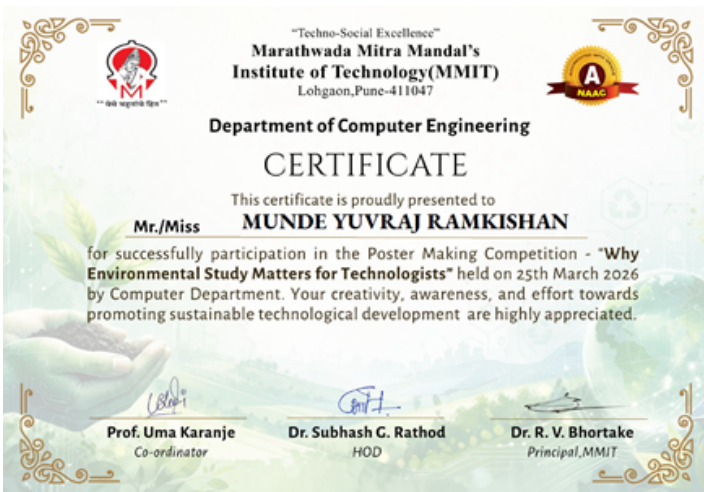 "Techno-Social Excellence"
Marathwada Mitra Mandal's
Institute of Technology(MMIT)
Lohgaon,Pune-411047
M
"येथे बहुतांचे हित"
A
NAAC
Department of Computer Engineering
CERTIFICATE
This certificate is proudly presented to
Mr./Miss MUNDE YUVRAJ RAMKISHAN
for successfully participation in the Poster Making Competition - "Why
Environmental Study Matters for Technologists" held on 25th March 2026
by Computer Department. Your creativity, awareness, and effort towards
promoting sustainable technological development are highly appreciated.
Prof. Uma Karanje
Co-ordinator
Dr. Subhash G. Rathod
HOD
Dr. R. V. Bhortake
Principal,MMIT